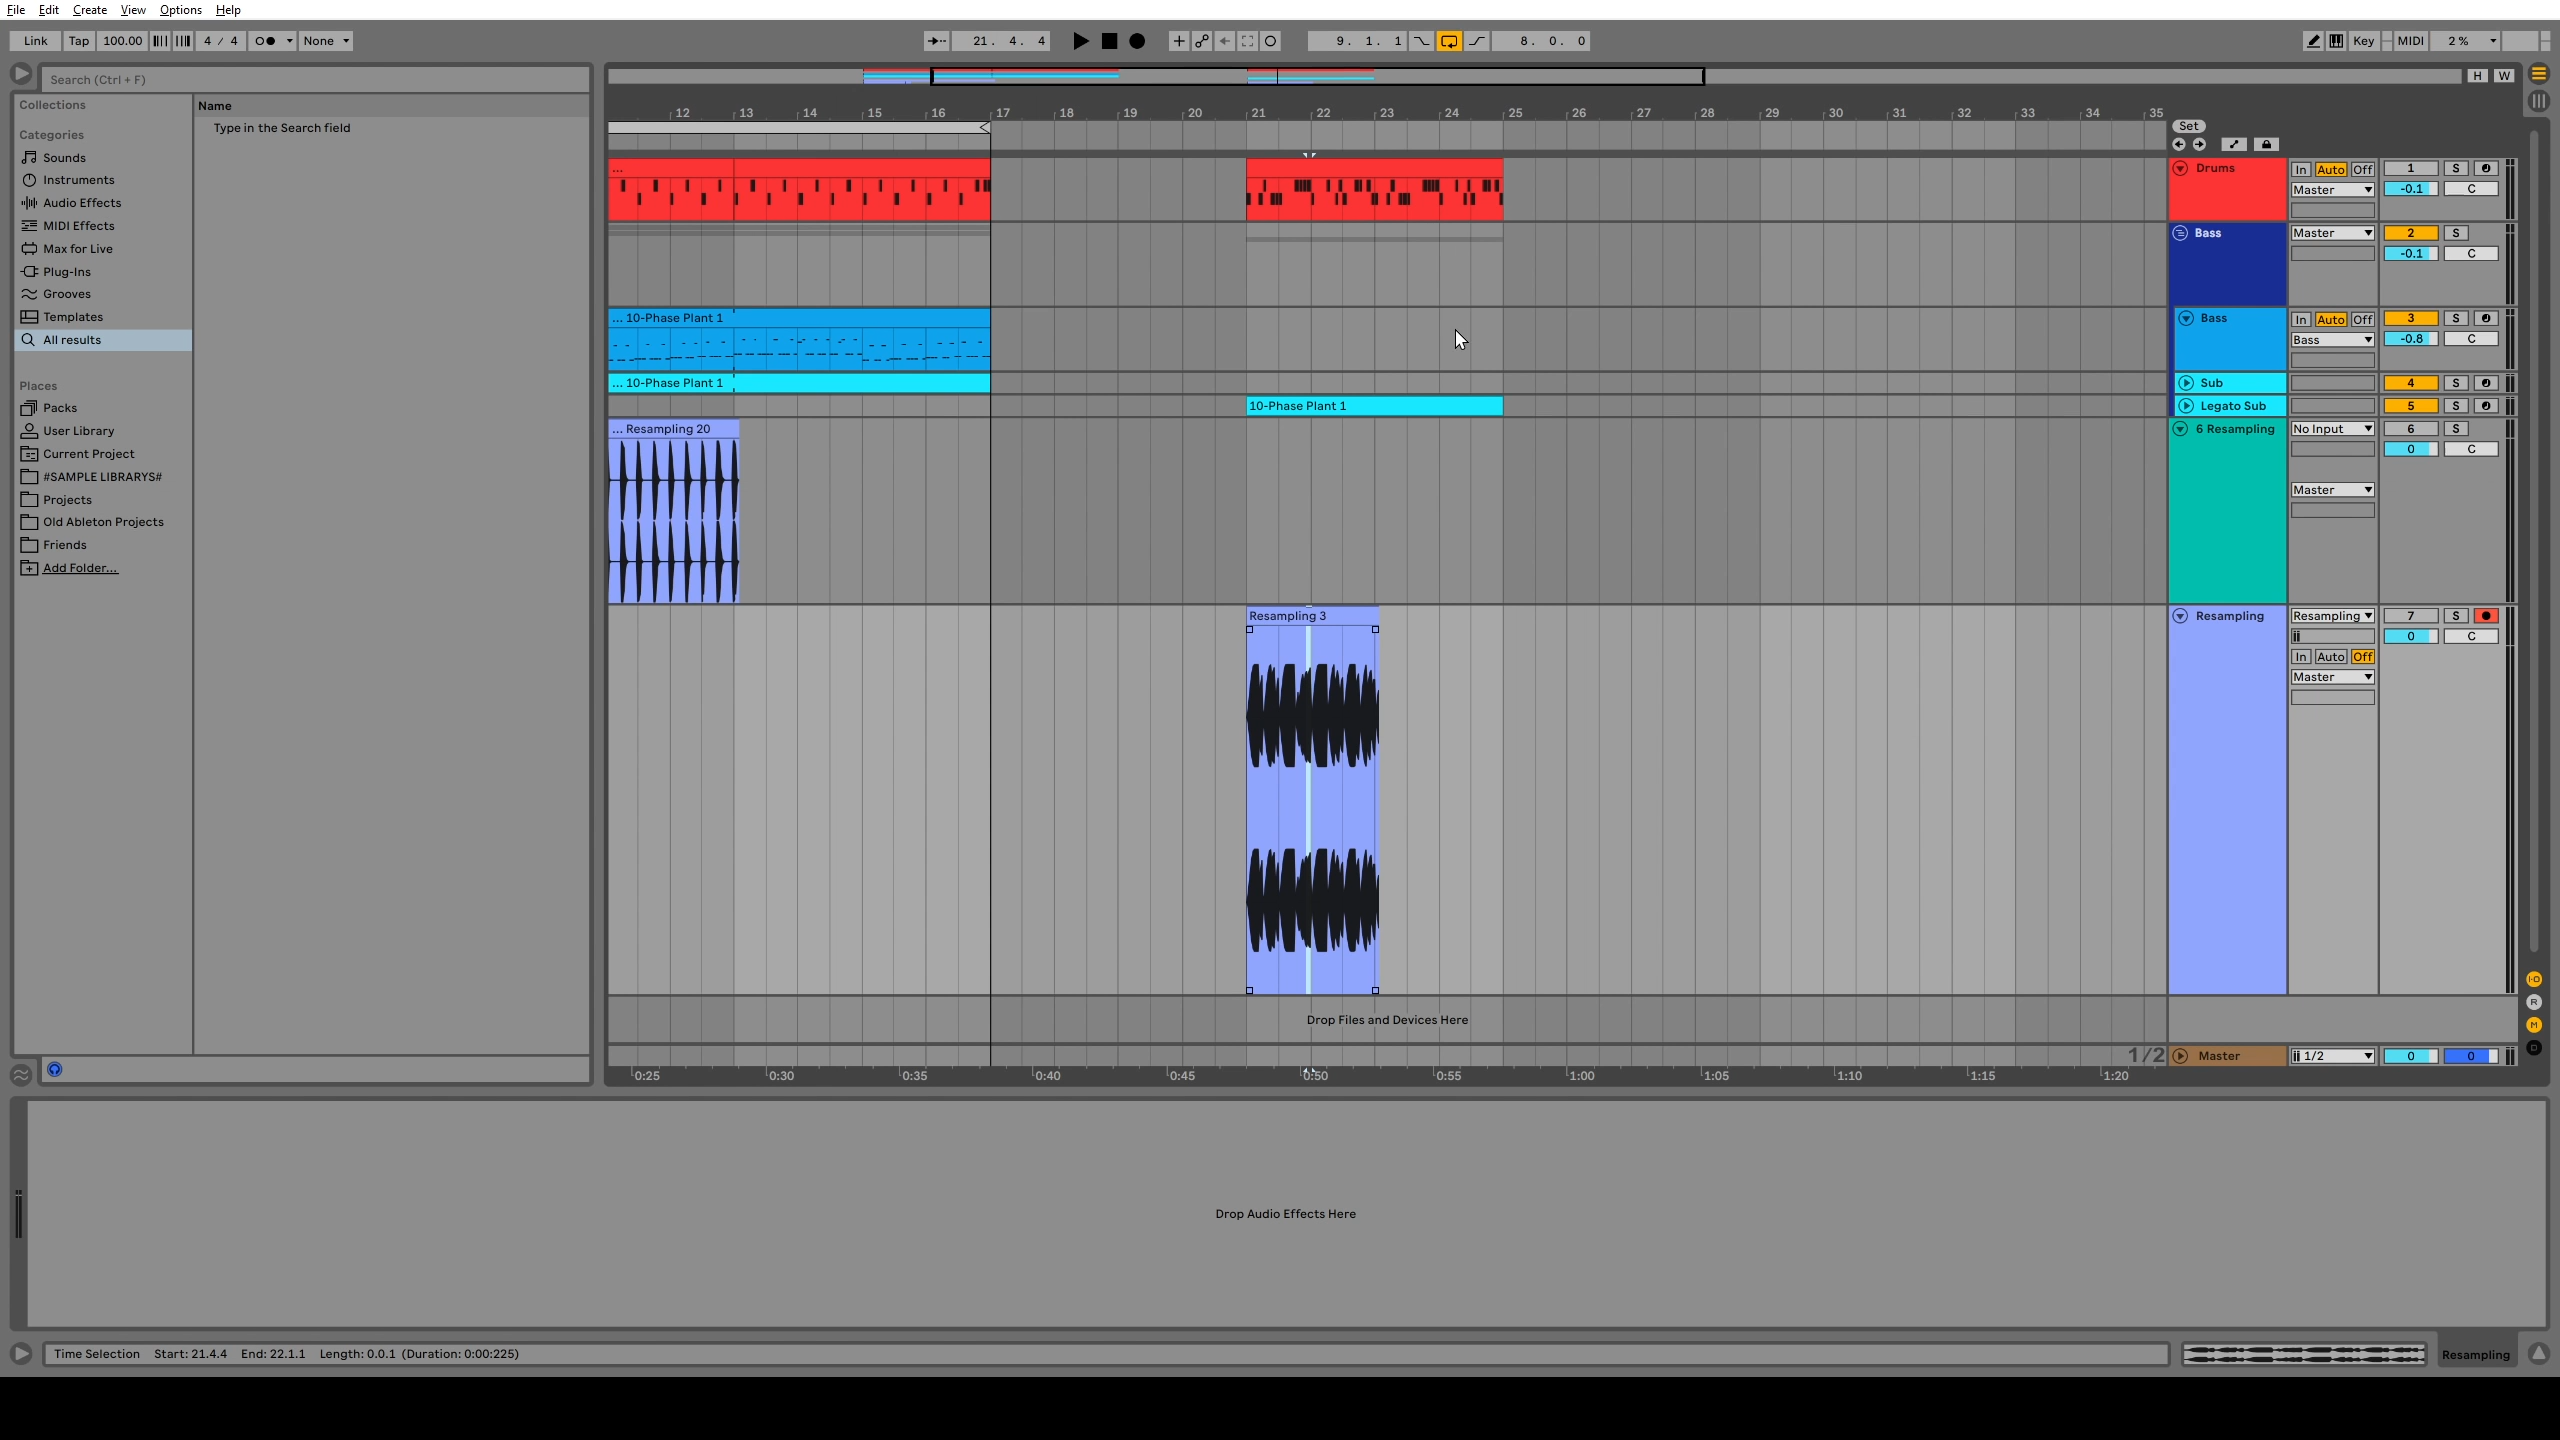 File Edit Create View Options Help
Link Tap 100.00 4 / 4 None 21. 4. 4 9. 1. 1 8. 0. 0 Key MIDI 2 %
Search (Ctrl + F)
H W
Collections
Name
Type in the Search field
Categories
Sounds
Instruments
Audio Effects
MIDI Effects
Max for Live
Plug-Ins
Grooves
Templates
All results
Places
Packs
User Library
Current Project
#SAMPLE LIBRARYS#
Projects
Old Ableton Projects
Friends
Add Folder...
12 13 14 15 16 17 18 19 20 21 22 23 24 25 26 27 28 29 30 31 32 33 34 35
Set
...
Drums In Auto Off 1 S
Master -0.1 C
Bass Master 2 S
-0.1 C
... 10-Phase Plant 1
Bass In Auto Off 3 S
Bass -0.8 C
... 10-Phase Plant 1
Sub 4 S
10-Phase Plant 1
Legato Sub 5 S
... Resampling 20
6 Resampling No Input 6 S
0 C
Master
Resampling 3
Resampling Resampling 7 S
0 C
In Auto Off
Master
I-O
R
M
D
Drop Files and Devices Here
1/2
Master 1/2 0 0
0:25 0:30 0:35 0:40 0:45 0:50 0:55 1:00 1:05 1:10 1:15 1:20
Drop Audio Effects Here
Time Selection Start: 21.4.4 End: 22.1.1 Length: 0.0.1 (Duration: 0:00:225)
Resampling